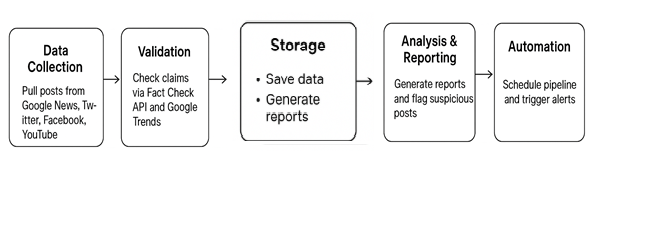 Data
Collection
Pull posts from
Google News, Tw-
itter, Facebook,
YouTube
Validation
Check claims
via Fact Check
API and Google
Trends
Storage
• Save data
• Generate
reports
Analysis &
Reporting
Generate reports
and flag suspicious
posts
Automation
Schedule pipeline
and trigger alerts